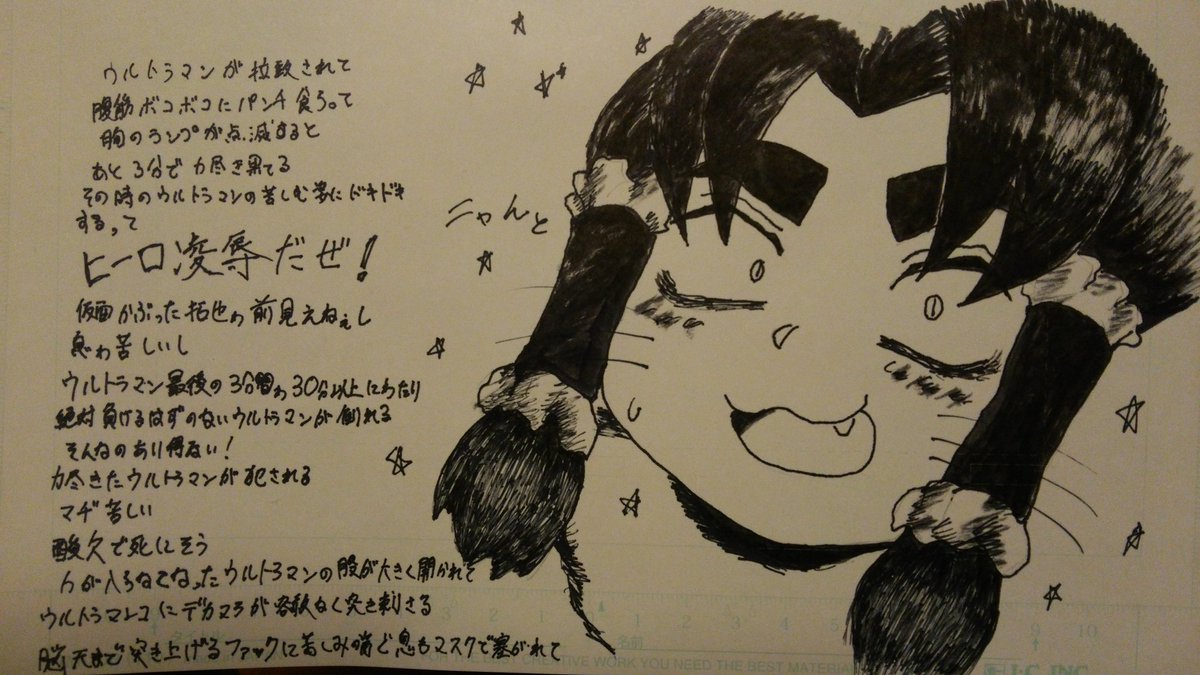 ウルトラマンが拉致されて
腹筋ボコボコにパンチ食らって
胸のランプが点滅すると
あと3分で力尽き果てる
その時のウルトラマンの苦しむ姿にドキドキ
するって
ヒーロ凌辱だぜ!
仮面かぶった拓也ゎ前見えねぇし
息ゎ苦しいし
ウルトラマン最後の3分間ゎ30分以上にわたり
絶対負けるはずのないウルトラマンが倒れる
そんなのあり得ない!
力尽きたウルトラマンが犯される
マヂ苦しい
酸欠で死にそう
力が入らなくなったウルトラマンの股が大きく開かれて
ウルトラマンコにデカマラが容赦なく突き刺さる
脳天まで突き上げるファックに苦しみ喘ど息もマスクで塞がれて
ニャんと
3 2 1 1 2 3 4 5 6 7 8 9 10
名前
FOR THE BEST CREATIVE WORK YOU NEED THE BEST MATERIAL
I・C INC